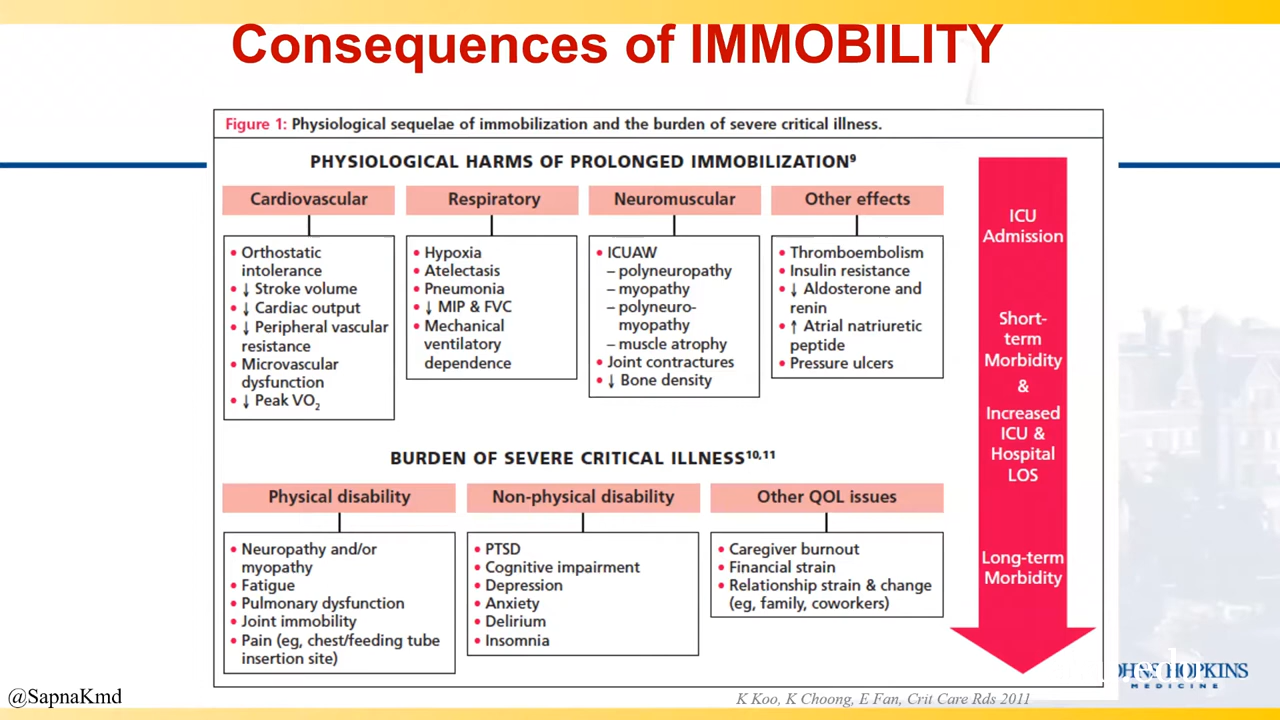 Consequences of IMMOBILITY
Figure 1: Physiological sequelae of immobilization and the burden of severe critical illness.
PHYSIOLOGICAL HARMS OF PROLONGED IMMOBILIZATION⁹
Cardiovascular
• Orthostatic
intolerance
• ↓ Stroke volume
• ↓ Cardiac output
• ↓ Peripheral vascular
resistance
• Microvascular
dysfunction
• ↓ Peak VO₂
Respiratory
• Hypoxia
• Atelectasis
• Pneumonia
• ↓ MIP & FVC
• Mechanical
ventilatory
dependence
Neuromuscular
• ICUAW
– polyneuropathy
– myopathy
– polyneuro-
myopathy
– muscle atrophy
• Joint contractures
• ↓ Bone density
Other effects
• Thromboembolism
• Insulin resistance
• ↓ Aldosterone and
renin
• ↑ Atrial natriuretic
peptide
• Pressure ulcers
BURDEN OF SEVERE CRITICAL ILLNESS¹⁰,¹¹
Physical disability
• Neuropathy and/or
myopathy
• Fatigue
• Pulmonary dysfunction
• Joint immobility
• Pain (eg, chest/feeding tube
insertion site)
Non-physical disability
• PTSD
• Cognitive impairment
• Depression
• Anxiety
• Delirium
• Insomnia
Other QOL issues
• Caregiver burnout
• Financial strain
• Relationship strain & change
(eg, family, coworkers)
ICU
Admission
Short-
term
Morbidity
&
Increased
ICU &
Hospital
LOS
Long-term
Morbidity
@SapnaKmd
K Koo, K Choong, E Fan, Crit Care Rds 2011
HOPKINS
MEDICINE